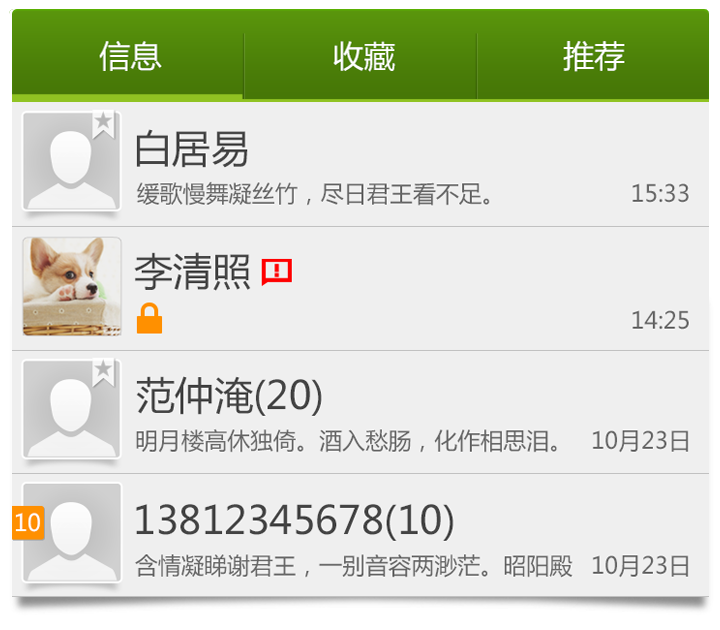 信息 收藏 推荐
白居易
缓歌慢舞凝丝竹，尽日君王看不足。 15:33
李清照
14:25
范仲淹(20)
明月楼高休独倚。酒入愁肠，化作相思泪。 10月23日
10 13812345678(10)
含情凝睇谢君王，一别音容两渺茫。昭阳殿 10月23日